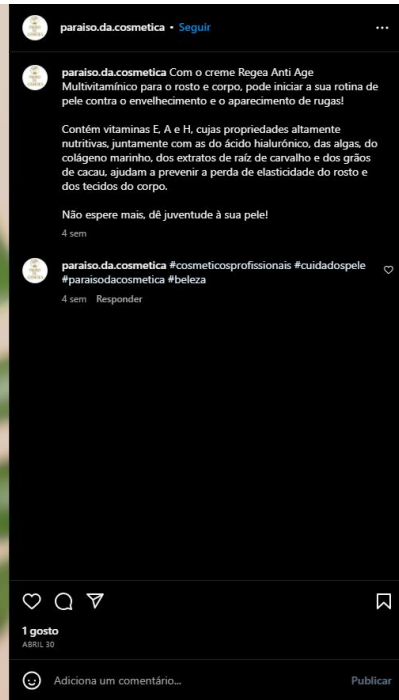 paraiso.da.cosmetica • Seguir
paraiso.da.cosmetica Com o creme Regea Anti Age
Multivitamínico para o rosto e corpo, pode iniciar a sua rotina de
pele contra o envelhecimento e o aparecimento de rugas!
Contém vitaminas E, A e H, cujas propriedades altamente
nutritivas, juntamente com as do ácido hialurónico, das algas, do
colágeno marinho, dos extratos de raíz de carvalho e dos grãos
de cacau, ajudam a prevenir a perda de elasticidade do rosto e
dos tecidos do corpo.
Não espere mais, dê juventude à sua pele!
4 sem
paraiso.da.cosmetica #cosmeticosprofissionais #cuidadospele
#paraisodacosmetica #beleza
4 sem Responder
1 gosto
ABRIL 30
Adiciona um comentário... Publicar